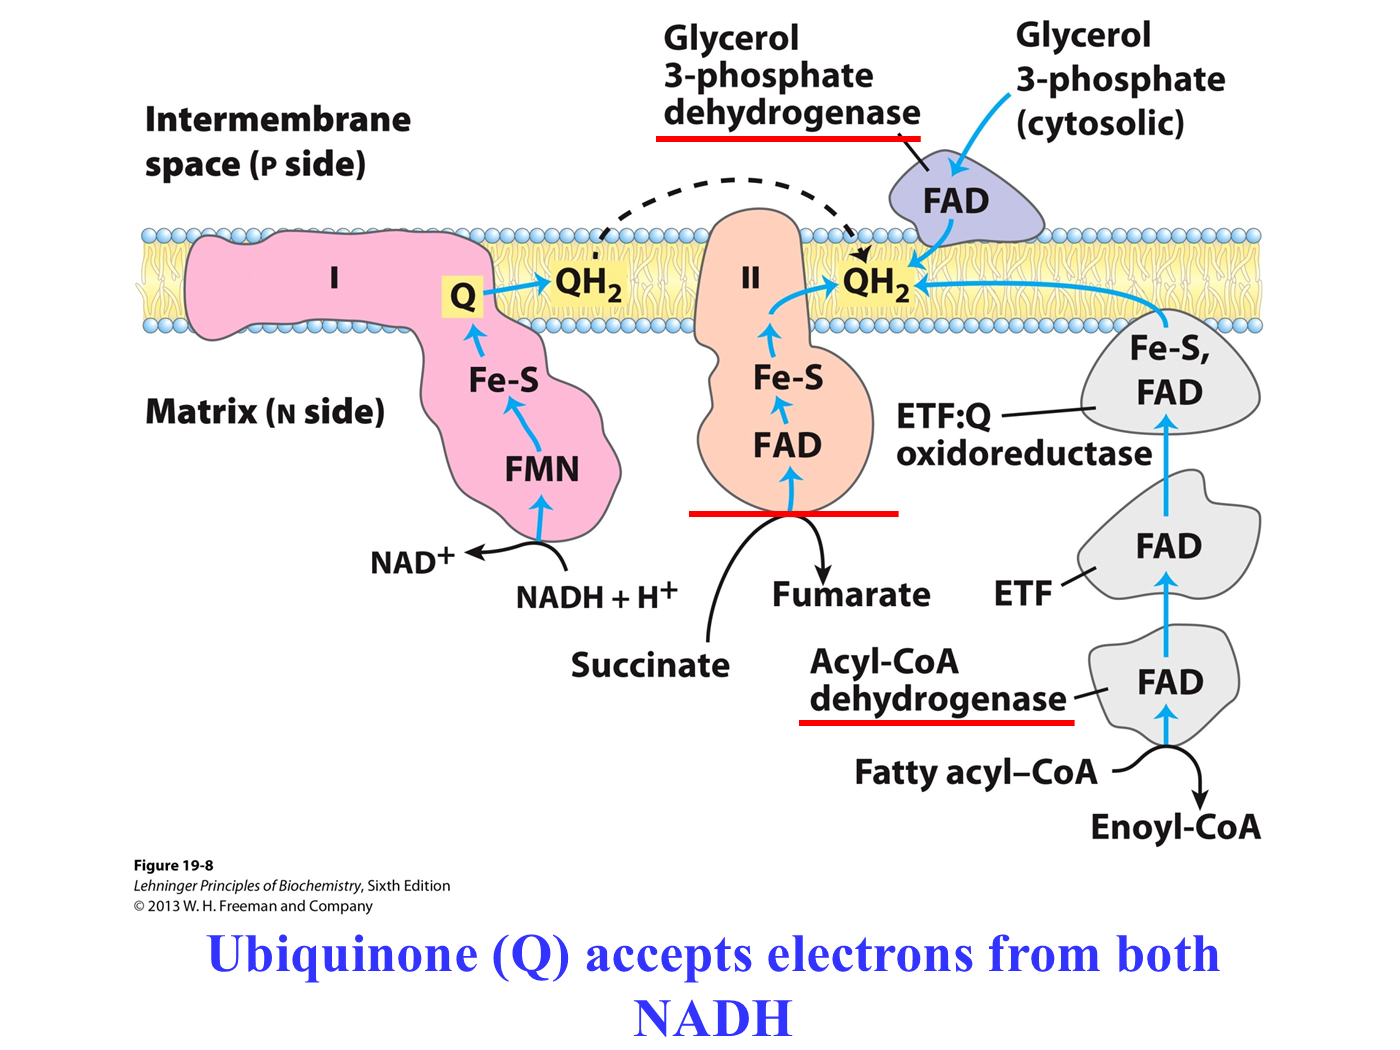 Glycerol
3-phosphate
dehydrogenase
Glycerol
3-phosphate
(cytosolic)
Intermembrane
space (P side)
FAD
I
Q
QH2
II
QH2
Fe-S
FMN
Fe-S
FAD
Fe-S,
FAD
Matrix (N side)
ETF:Q
oxidoreductase
NAD+
NADH + H+
Fumarate
Succinate
FAD
ETF
Acyl-CoA
dehydrogenase
FAD
Fatty acyl–CoA
Enoyl-CoA
Figure 19-8
Lehninger Principles of Biochemistry, Sixth Edition
© 2013 W. H. Freeman and Company
Ubiquinone (Q) accepts electrons from both
NADH